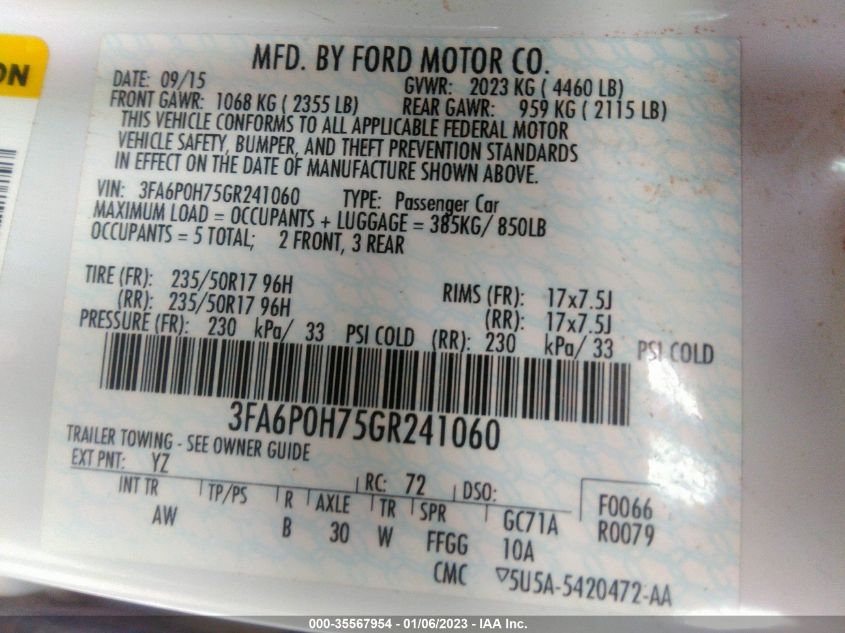 ON
MFD. BY FORD MOTOR CO.
DATE: 09/15 GVWR: 2023 KG ( 4460 LB)
FRONT GAWR: 1068 KG ( 2355 LB) REAR GAWR: 959 KG ( 2115 LB)
THIS VEHICLE CONFORMS TO ALL APPLICABLE FEDERAL MOTOR
VEHICLE SAFETY, BUMPER, AND THEFT PREVENTION STANDARDS
IN EFFECT ON THE DATE OF MANUFACTURE SHOWN ABOVE.
VIN: 3FA6P0H75GR241060 TYPE: Passenger Car
MAXIMUM LOAD = OCCUPANTS + LUGGAGE = 385KG/ 850LB
OCCUPANTS = 5 TOTAL; 2 FRONT, 3 REAR
TIRE (FR): 235/50R17 96H RIMS (FR): 17x7.5J
(RR): 235/50R17 96H (RR): 17x7.5J
PRESSURE (FR): 230 kPa/ 33 PSI COLD (RR): 230 kPa/ 33 PSI COLD
3FA6P0H75GR241060
TRAILER TOWING - SEE OWNER GUIDE
EXT PNT: YZ RC: 72 DSO: F0066
INT TR TP/PS R AXLE TR SPR GC71A R0079
AW B 30 W FFGG 10A
CMC ▽5U5A-5420472-AA
000-35567954 - 01/06/2023 - IAA Inc.